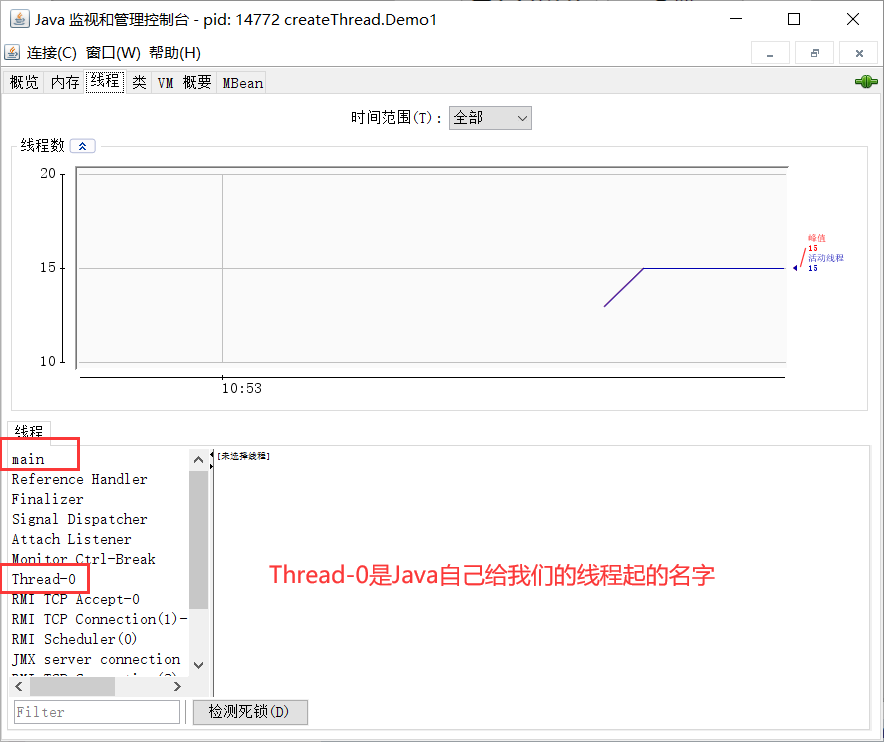 Java 监视和管理控制台 - pid: 14772 createThread.Demo1
连接(C) 窗口(W) 帮助(H)
概览 内存 线程 类 VM 概要 MBean
时间范围(T): 全部
线程数
20
15
10
峰值
15
活动线程
15
10:53
线程
main
[未选择线程]
Reference Handler
Finalizer
Signal Dispatcher
Attach Listener
Monitor Ctrl-Break
Thread-0
Thread-0是Java自己给我们的线程起的名字
RMI TCP Accept-0
RMI TCP Connection(1)-
RMI Scheduler(0)
JMX server connection
Filter
检测死锁(D)